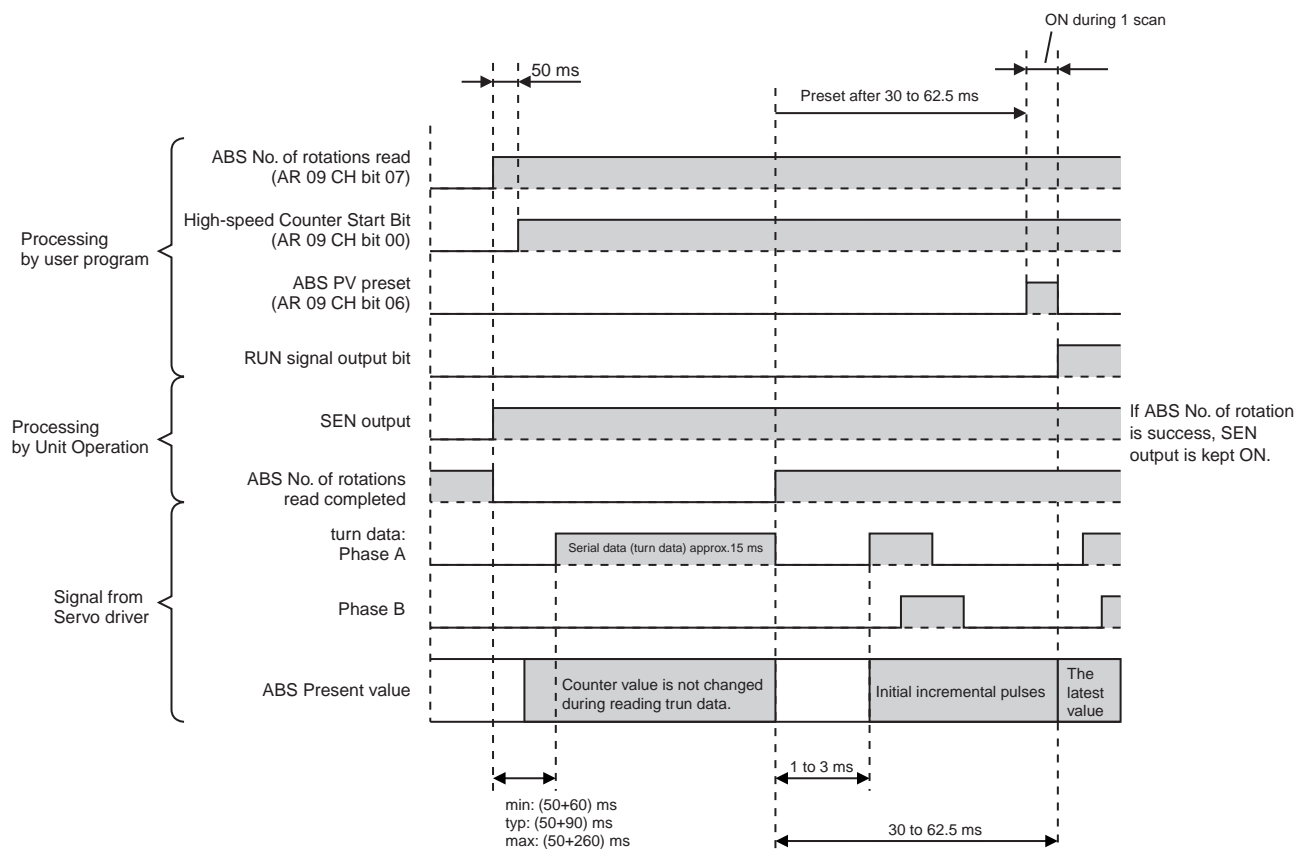 ON during 1 scan
50 ms
Preset after 30 to 62.5 ms
ABS No. of rotations read
(AR 09 CH bit 07)
High-speed Counter Start Bit
(AR 09 CH bit 00)
Processing
by user program
ABS PV preset
(AR 09 CH bit 06)
RUN signal output bit
Processing
by Unit Operation
SEN output
If ABS No. of rotation
is success, SEN
output is kept ON.
ABS No. of rotations
read completed
turn data:
Phase A
Serial data (turn data) approx.15 ms
Signal from
Servo driver
Phase B
ABS Present value
Counter value is not changed
during reading trun data.
Initial incremental pulses
The
latest
value
1 to 3 ms
min: (50+60) ms
typ: (50+90) ms
max: (50+260) ms
30 to 62.5 ms